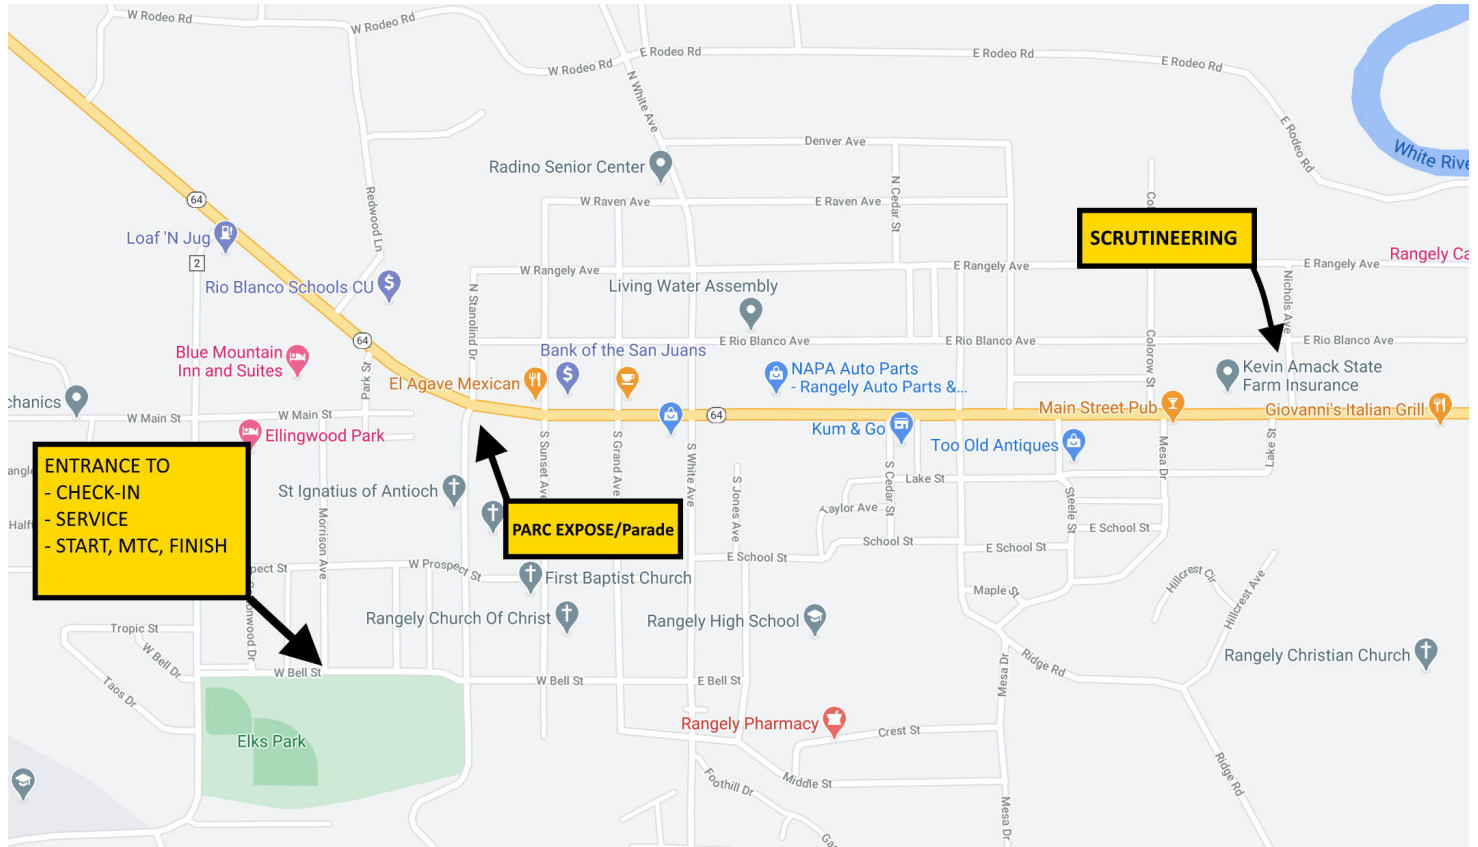 W Rodeo Rd
W Rodeo Rd
E Rodeo Rd
E Rodeo Rd
E Rodeo Rd
W Rodeo Rd
N White Ave
E Rodeo Rd
Denver Ave
White Rive
Radino Senior Center
N Cedar St
W Raven Ave
E Raven Ave
64
Redwood Ln
Loaf 'N Jug
SCRUTINEERING
2
W Rangely Ave
E Rangely Ave
E Rangely Ave
Rangely Ca
Rio Blanco Schools CU
Living Water Assembly
N Stanolind Dr
Nichols Ave
64
E Rio Blanco Ave
E Rio Blanco Ave
E Rio Blanco Ave
Blue Mountain
Inn and Suites
Bank of the San Juans
Park St
Colorow St
El Agave Mexican
NAPA Auto Parts
- Rangely Auto Parts &...
Kevin Amack State
Farm Insurance
chanics
W Main St
W Main St
64
Main Street Pub
Giovanni's Italian Grill
Ellingwood Park
Kum & Go
Too Old Antiques
S Sunset Ave
S Grand Ave
S White Ave
S Jones Ave
S Cedar St
Mesa Dr
Lake St
ENTRANCE TO
- CHECK-IN
- SERVICE
- START, MTC, FINISH
St Ignatius of Antioch
Lake St
Steele St
Taylor Ave
Morrison Ave
PARC EXPOSE/Parade
E School St
School St
E School St
E School St
W Prospect St
pect St
First Baptist Church
Maple St
Hillcrest Cir
Hillcrest Ave
Rangely Church Of Christ
Rangely High School
Tropic St
W Bell Dr
Taos Dr
W Bell St
W Bell St
E Bell St
Mesa Dr
Ridge Rd
Rangely Christian Church
Elks Park
Rangely Pharmacy
Crest St
Middle St
Foothill Dr
Ridge Rd
Mesa Dr